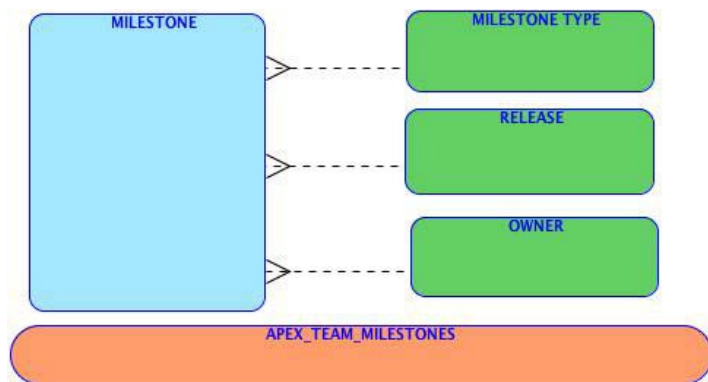 MILESTONE
MILESTONE TYPE
RELEASE
OWNER
APEX_TEAM_MILESTONES